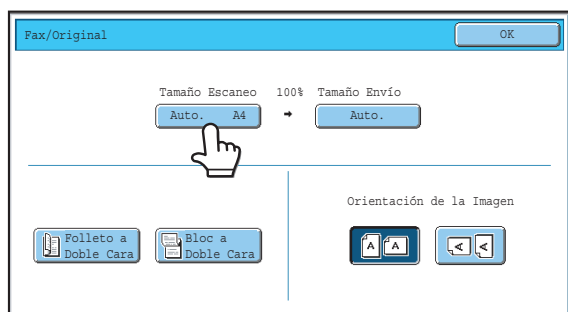 Fax/Original
OK
Tamaño Escaneo 100% Tamaño Envío
Auto. A4 → Auto.
Orientación de la Imagen
Folleto a
Doble Cara
Bloc a
Doble Cara
A A A A